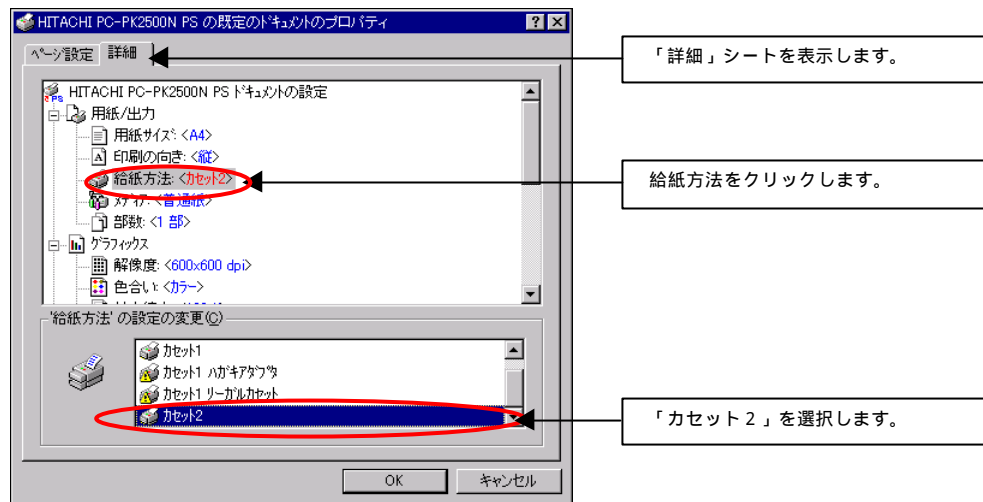 HITACHI PC-PK2500N PS の既定のﾄﾞｷｭﾒﾝﾄのプロパティ
ﾍﾟｰｼﾞ設定 詳細
「詳細」シートを表示します。
HITACHI PC-PK2500N PS ﾄﾞｷｭﾒﾝﾄの設定
用紙/出力
用紙ｻｲｽﾞ: <A4>
印刷の向き: <縦>
給紙方法: <ｶｾｯﾄ2>
給紙方法をクリックします。
ﾒﾃﾞｨｱ: <普通紙>
部数: <1 部>
ｸﾞﾗﾌｨｯｸｽ
解像度: <600x600 dpi>
色合い: <ｶﾗｰ>
'給紙方法' の設定の変更(C)
ｶｾｯﾄ1
ｶｾｯﾄ1 ﾊｶﾞｷｱﾀﾞﾌﾟﾀ
ｶｾｯﾄ1 ﾘｰｶﾞﾙｶｾｯﾄ
ｶｾｯﾄ2
「カセット２」を選択します。
OK キャンセル